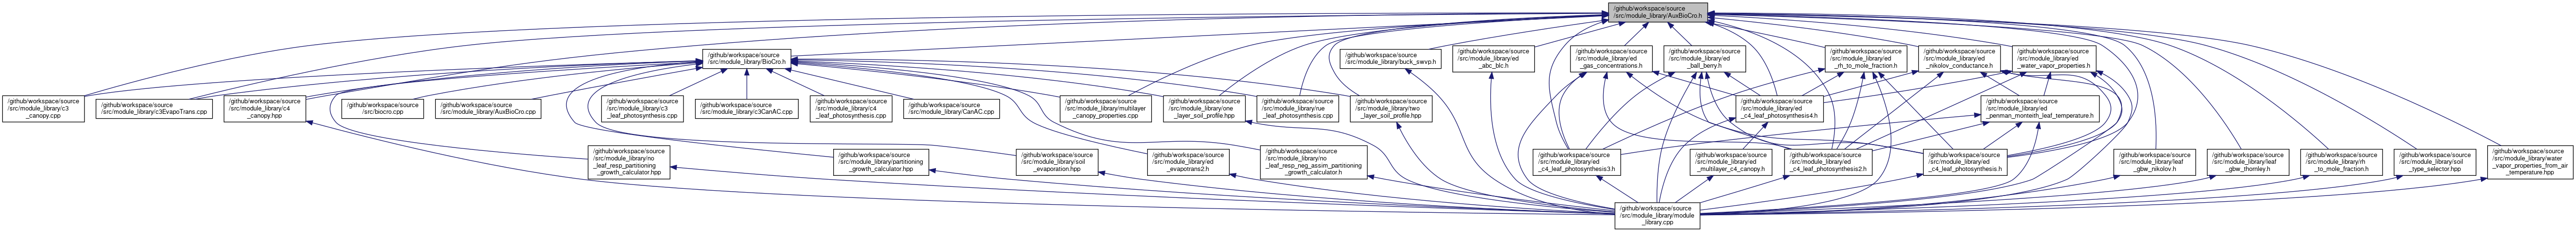 /github/workspace/source
/src/module_library/AuxBioCro.h
/github/workspace/source
/src/module_library/BioCro.h
/github/workspace/source
/src/module_library/buck_swvp.h
/github/workspace/source
/src/module_library/ed
_abc_blc.h
/github/workspace/source
/src/module_library/ed
_gas_concentrations.h
/github/workspace/source
/src/module_library/ed
_ball_berry.h
/github/workspace/source
/src/module_library/ed
_rh_to_mole_fraction.h
/github/workspace/source
/src/module_library/ed
_nikolov_conductance.h
/github/workspace/source
/src/module_library/ed
_water_vapor_properties.h
/github/workspace/source
/src/module_library/c3
_canopy.cpp
/github/workspace/source
/src/module_library/c3EvapoTrans.cpp
/github/workspace/source
/src/module_library/c4
_canopy.hpp
/github/workspace/source
/src/biocro.cpp
/github/workspace/source
/src/module_library/AuxBioCro.cpp
/github/workspace/source
/src/module_library/c3
_leaf_photosynthesis.cpp
/github/workspace/source
/src/module_library/c3CanAC.cpp
/github/workspace/source
/src/module_library/c4
_leaf_photosynthesis.cpp
/github/workspace/source
/src/module_library/CanAC.cpp
/github/workspace/source
/src/module_library/multilayer
_canopy_properties.cpp
/github/workspace/source
/src/module_library/one
_layer_soil_profile.hpp
/github/workspace/source
/src/module_library/rue
_leaf_photosynthesis.cpp
/github/workspace/source
/src/module_library/two
_layer_soil_profile.hpp
/github/workspace/source
/src/module_library/ed
_c4_leaf_photosynthesis4.h
/github/workspace/source
/src/module_library/ed
_penman_monteith_leaf_temperature.h
/github/workspace/source
/src/module_library/no
_leaf_resp_partitioning
_growth_calculator.hpp
/github/workspace/source
/src/module_library/partitioning
_growth_calculator.hpp
/github/workspace/source
/src/module_library/soil
_evaporation.hpp
/github/workspace/source
/src/module_library/ed
_evapotrans2.h
/github/workspace/source
/src/module_library/no
_leaf_resp_neg_assim_partitioning
_growth_calculator.h
/github/workspace/source
/src/module_library/ed
_c4_leaf_photosynthesis3.h
/github/workspace/source
/src/module_library/ed
_multilayer_c4_canopy.h
/github/workspace/source
/src/module_library/ed
_c4_leaf_photosynthesis2.h
/github/workspace/source
/src/module_library/ed
_c4_leaf_photosynthesis.h
/github/workspace/source
/src/module_library/leaf
_gbw_nikolov.h
/github/workspace/source
/src/module_library/leaf
_gbw_thornley.h
/github/workspace/source
/src/module_library/rh
_to_mole_fraction.h
/github/workspace/source
/src/module_library/soil
_type_selector.hpp
/github/workspace/source
/src/module_library/water
_vapor_properties_from_air
_temperature.hpp
/github/workspace/source
/src/module_library/module
_library.cpp